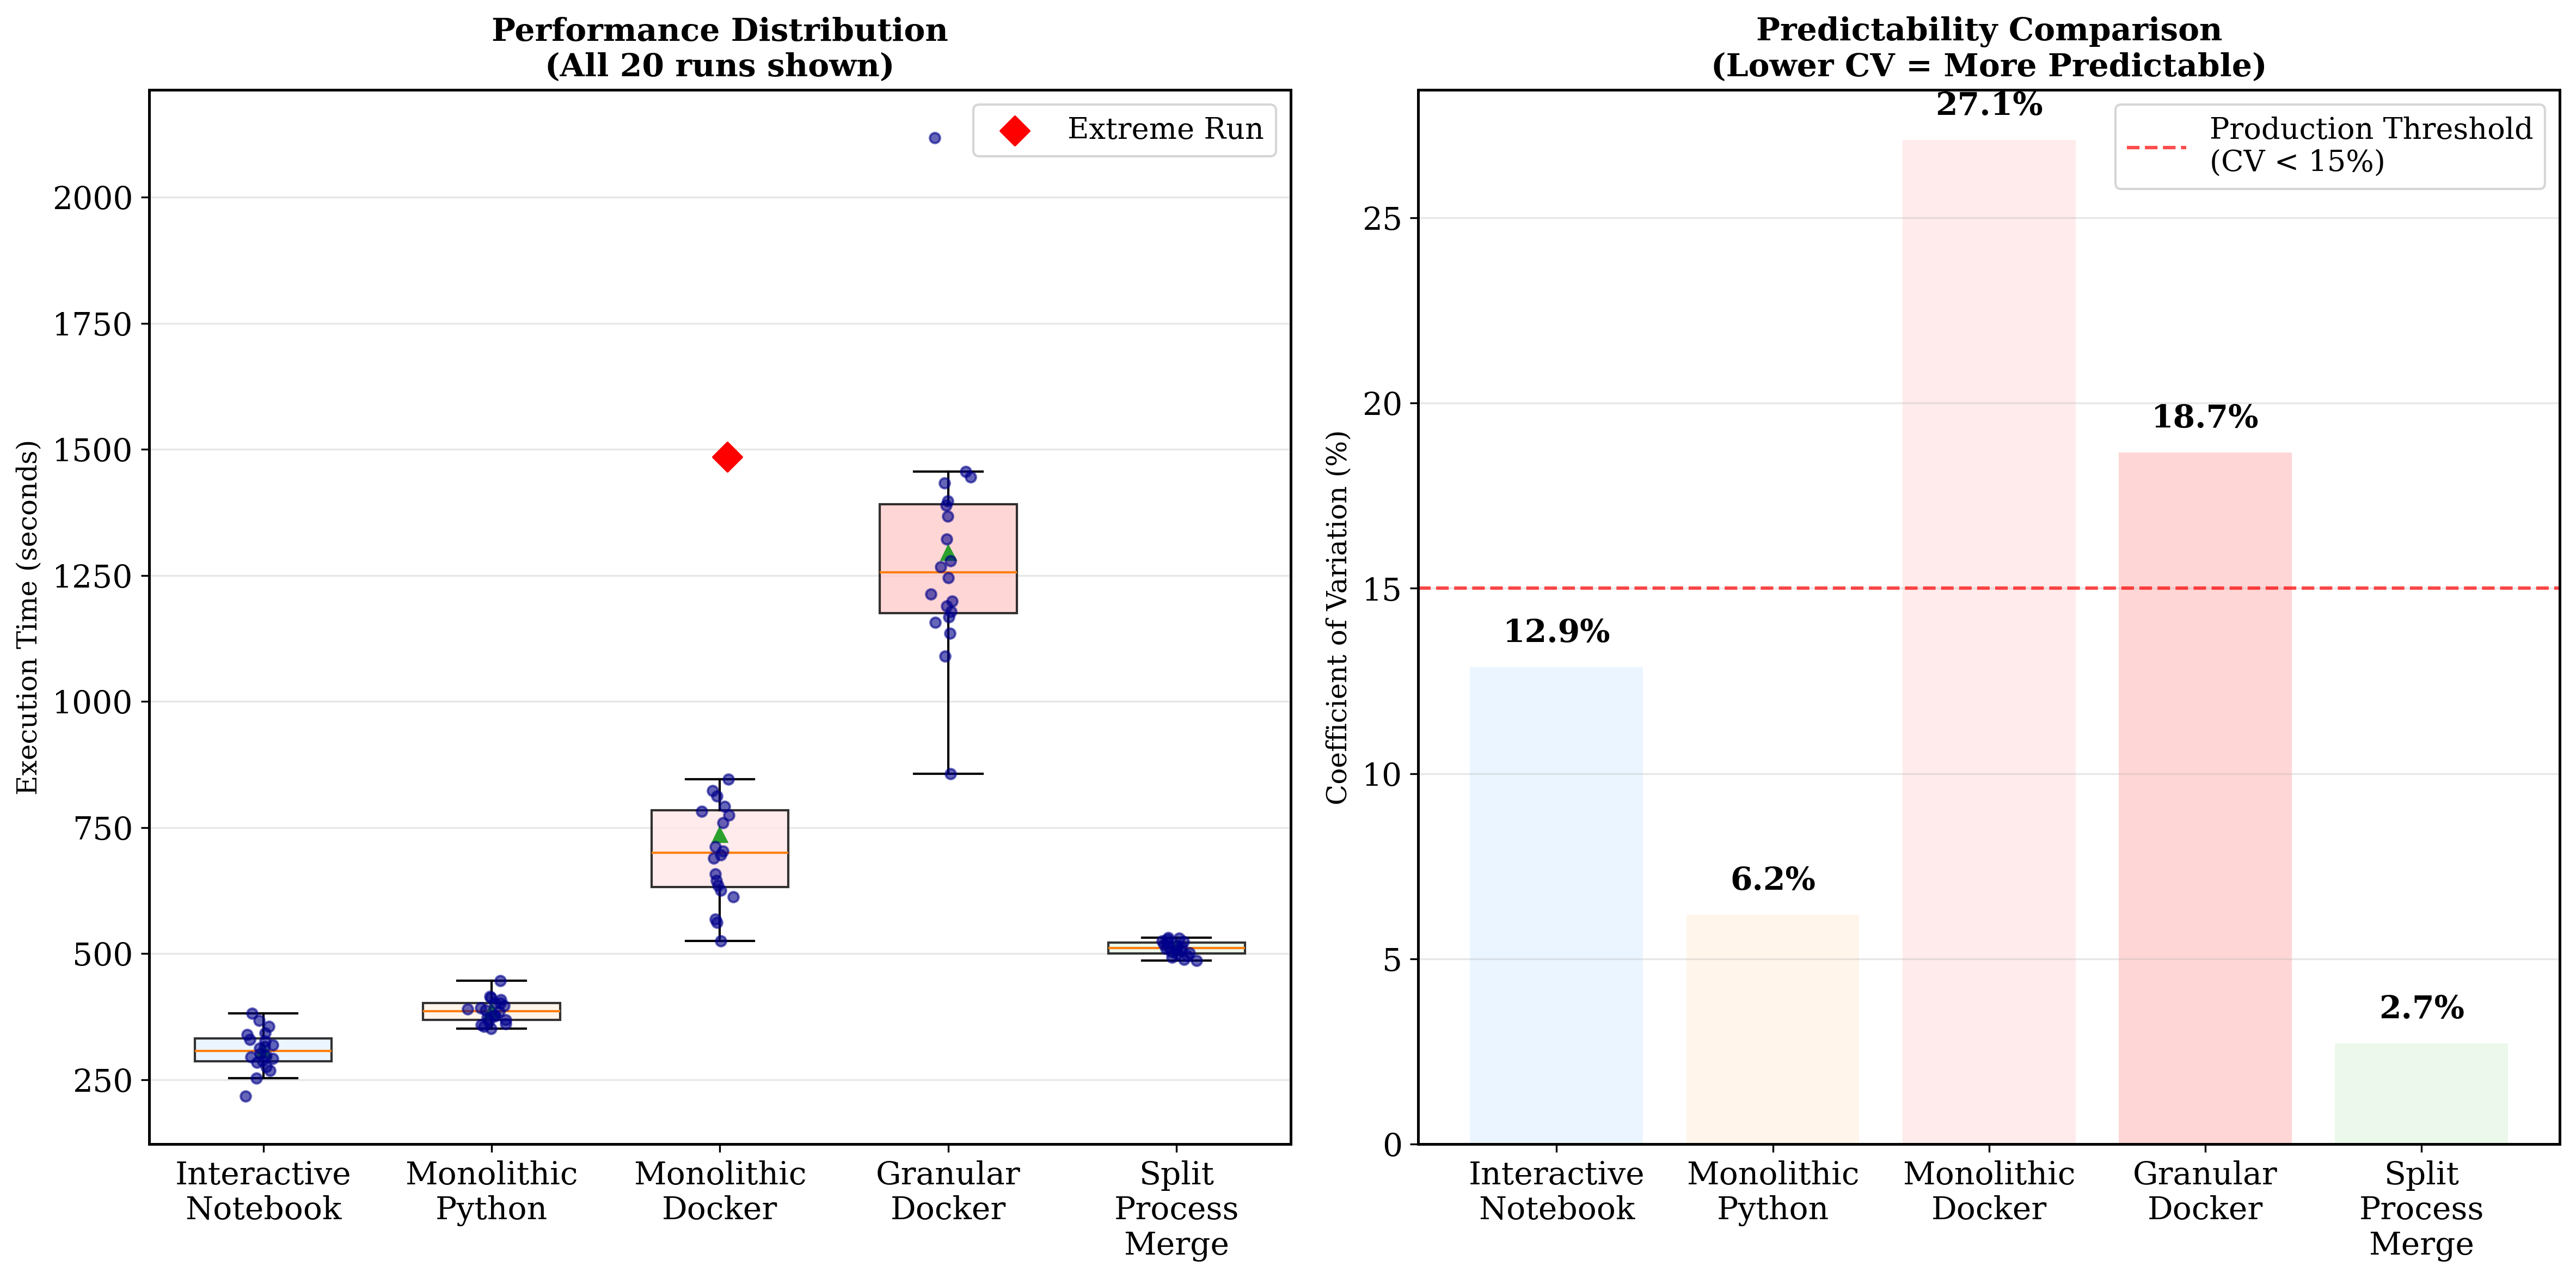 Performance Distribution
(All 20 runs shown)
Extreme Run
Execution Time (seconds)
2000
1750
1500
1250
1000
750
500
250
Interactive
Notebook
Monolithic
Python
Monolithic
Docker
Granular
Docker
Split
Process
Merge
Predictability Comparison
(Lower CV = More Predictable)
Production Threshold
(CV < 15%)
Coefficient of Variation (%)
25
20
15
10
5
0
12.9%
6.2%
27.1%
18.7%
2.7%
Interactive
Notebook
Monolithic
Python
Monolithic
Docker
Granular
Docker
Split
Process
Merge